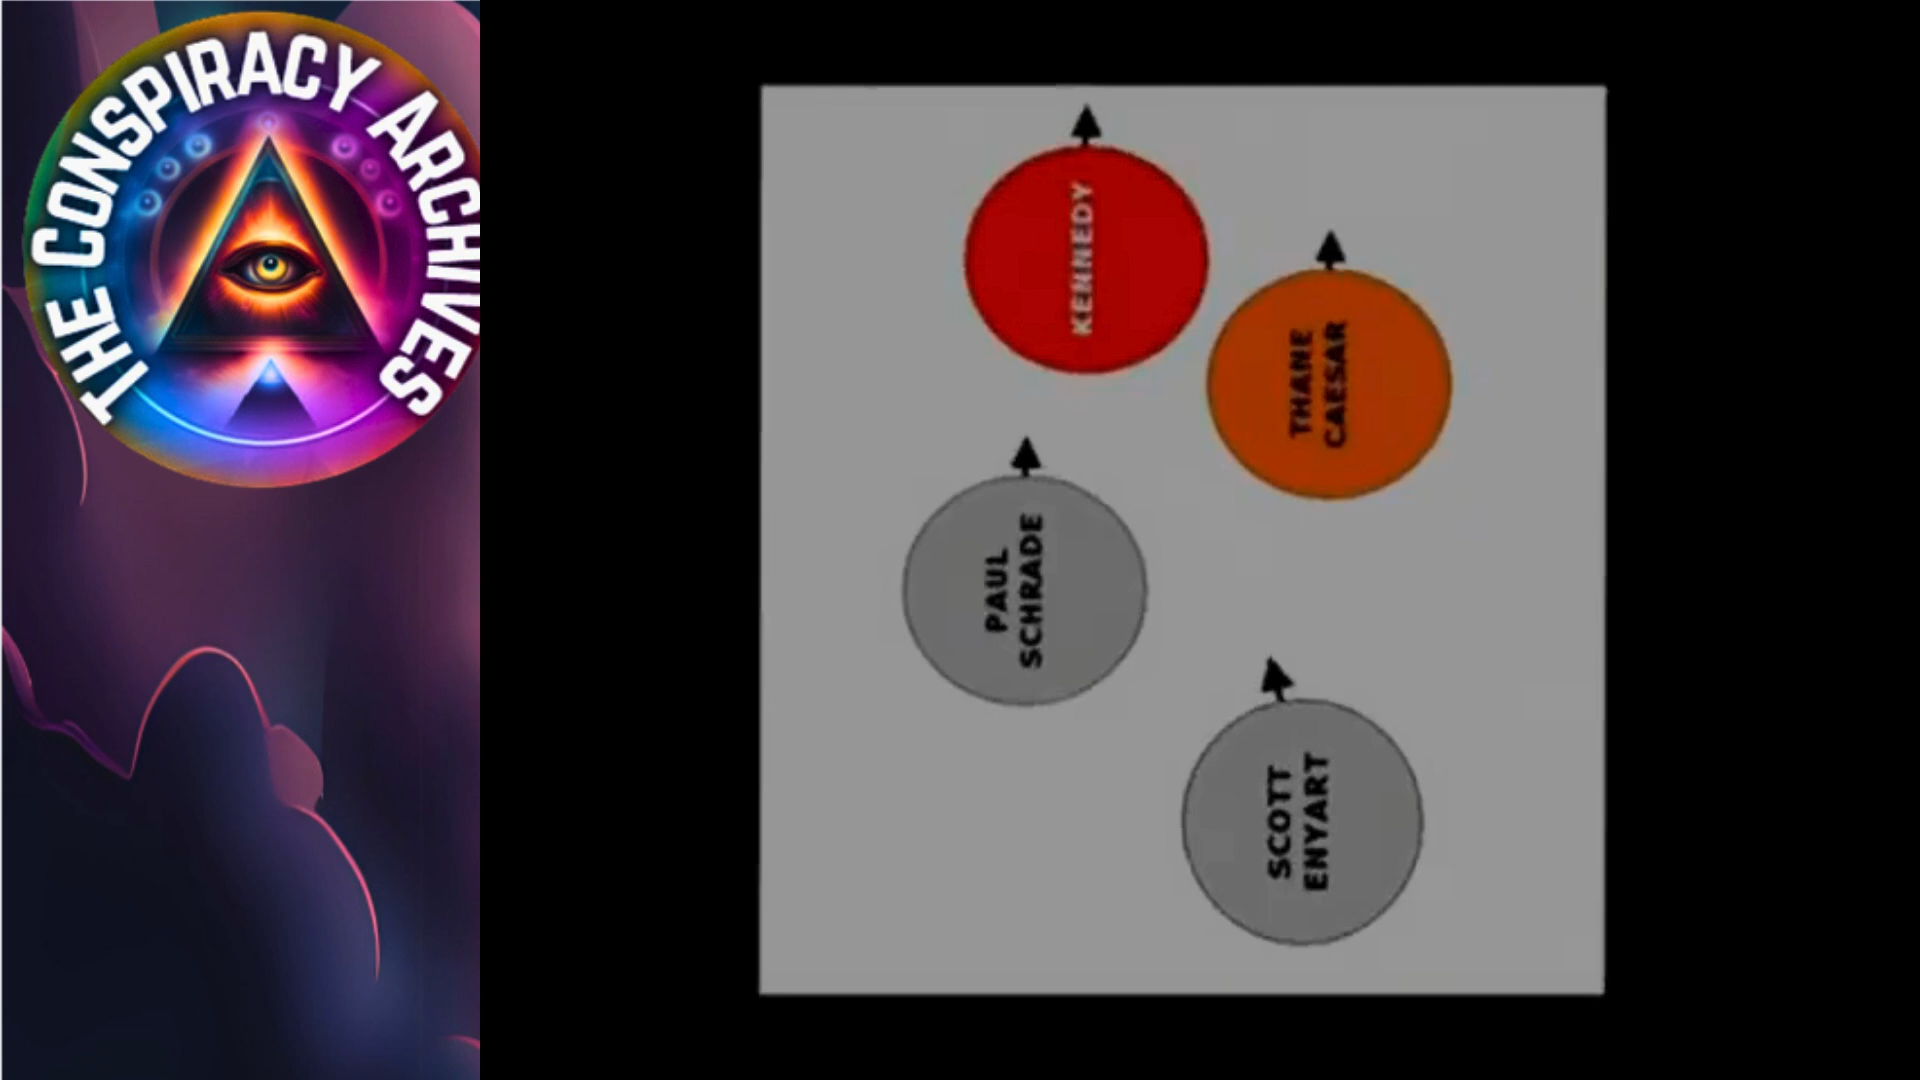 THE CONSPIRACY ARCHIVES
KENNEDY
THANE
CAESAR
PAUL
SCHRADE
SCOTT
ENYART